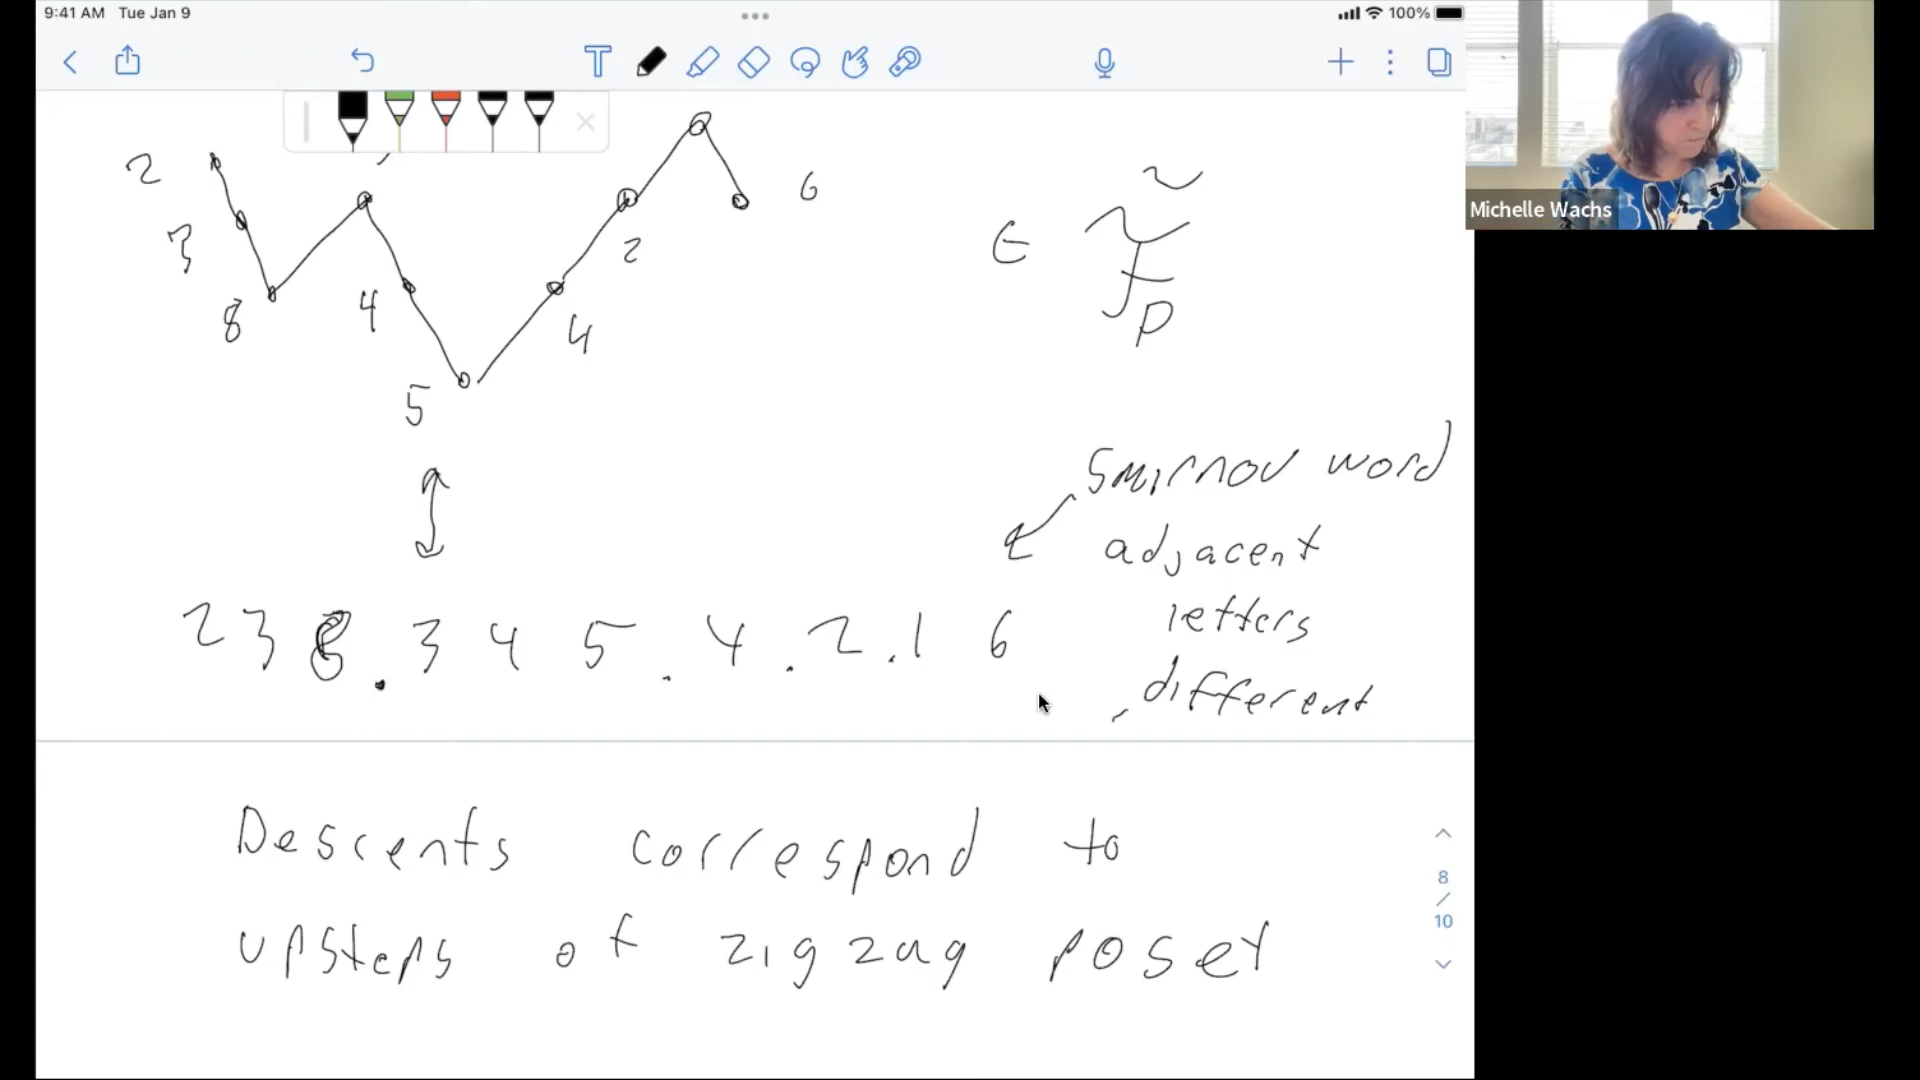 9:41 AM Tue Jan 9
100%
T
Michelle Wachs
2
3
8
4
5
4
2
6
∈ F̃̃
P
Smirnov word
adjacent
letters
different
2 3 8 . 3 4 5 . 4 . 2 . 1 6
Descents correspond to
upsteps of zigzag poset
8
/
10